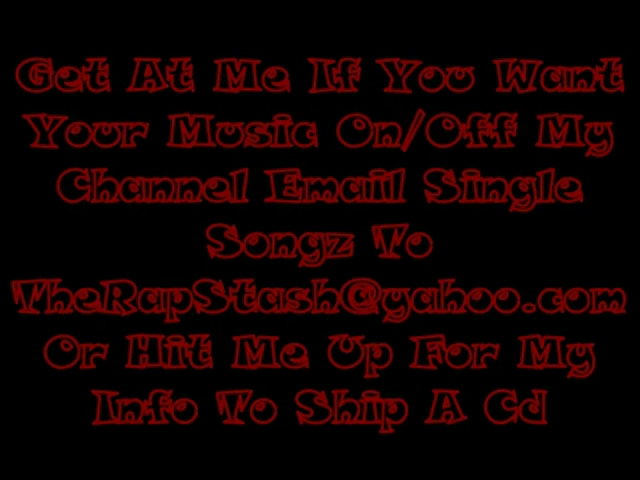 Get At Me If You Want
Your Music On/Off My
Channel Email Single
Songz To
TheRapStash@yahoo.com
Or Hit Me Up For My
Info To Ship A Cd